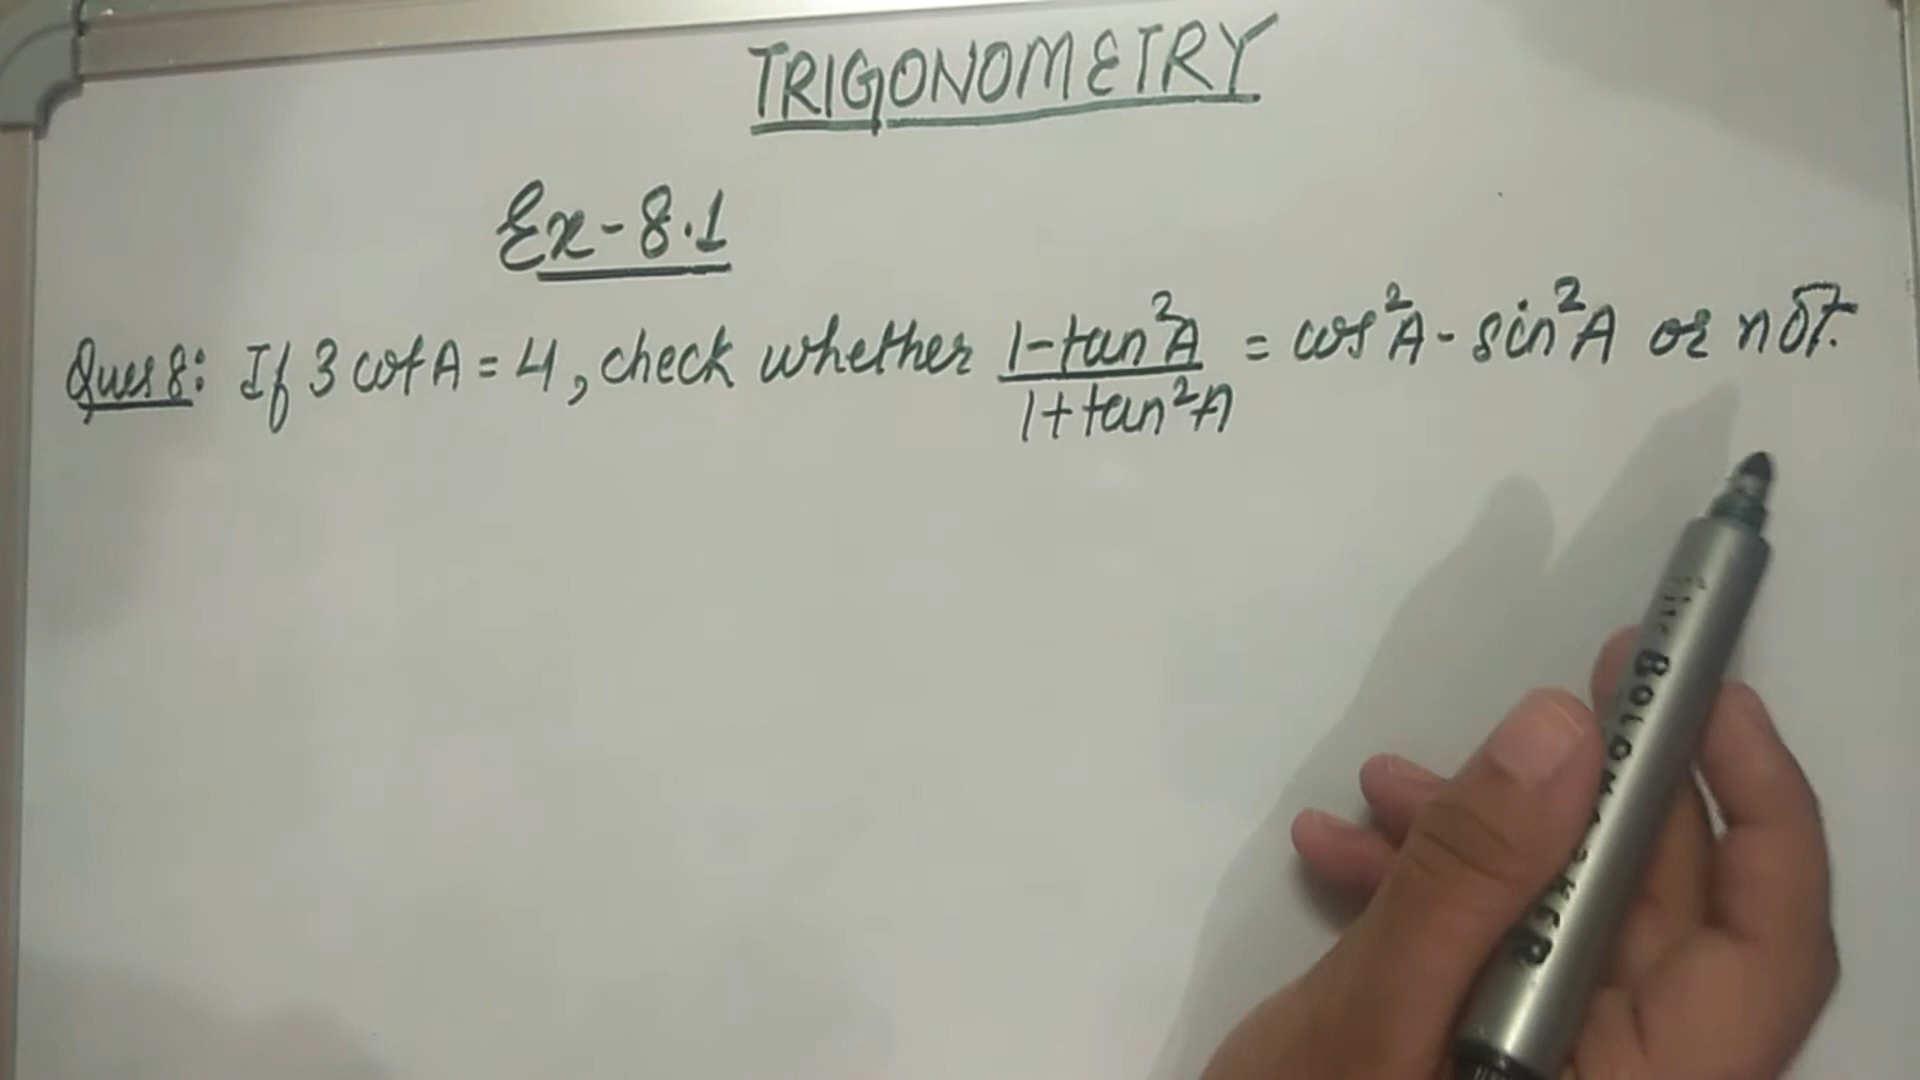 TRIGONOMETRY
Ex-8.1
Ques 8: If 3 cot A = 4, check whether (1-tan²A)/(1+tan²A) = cos²A - sin²A or not.